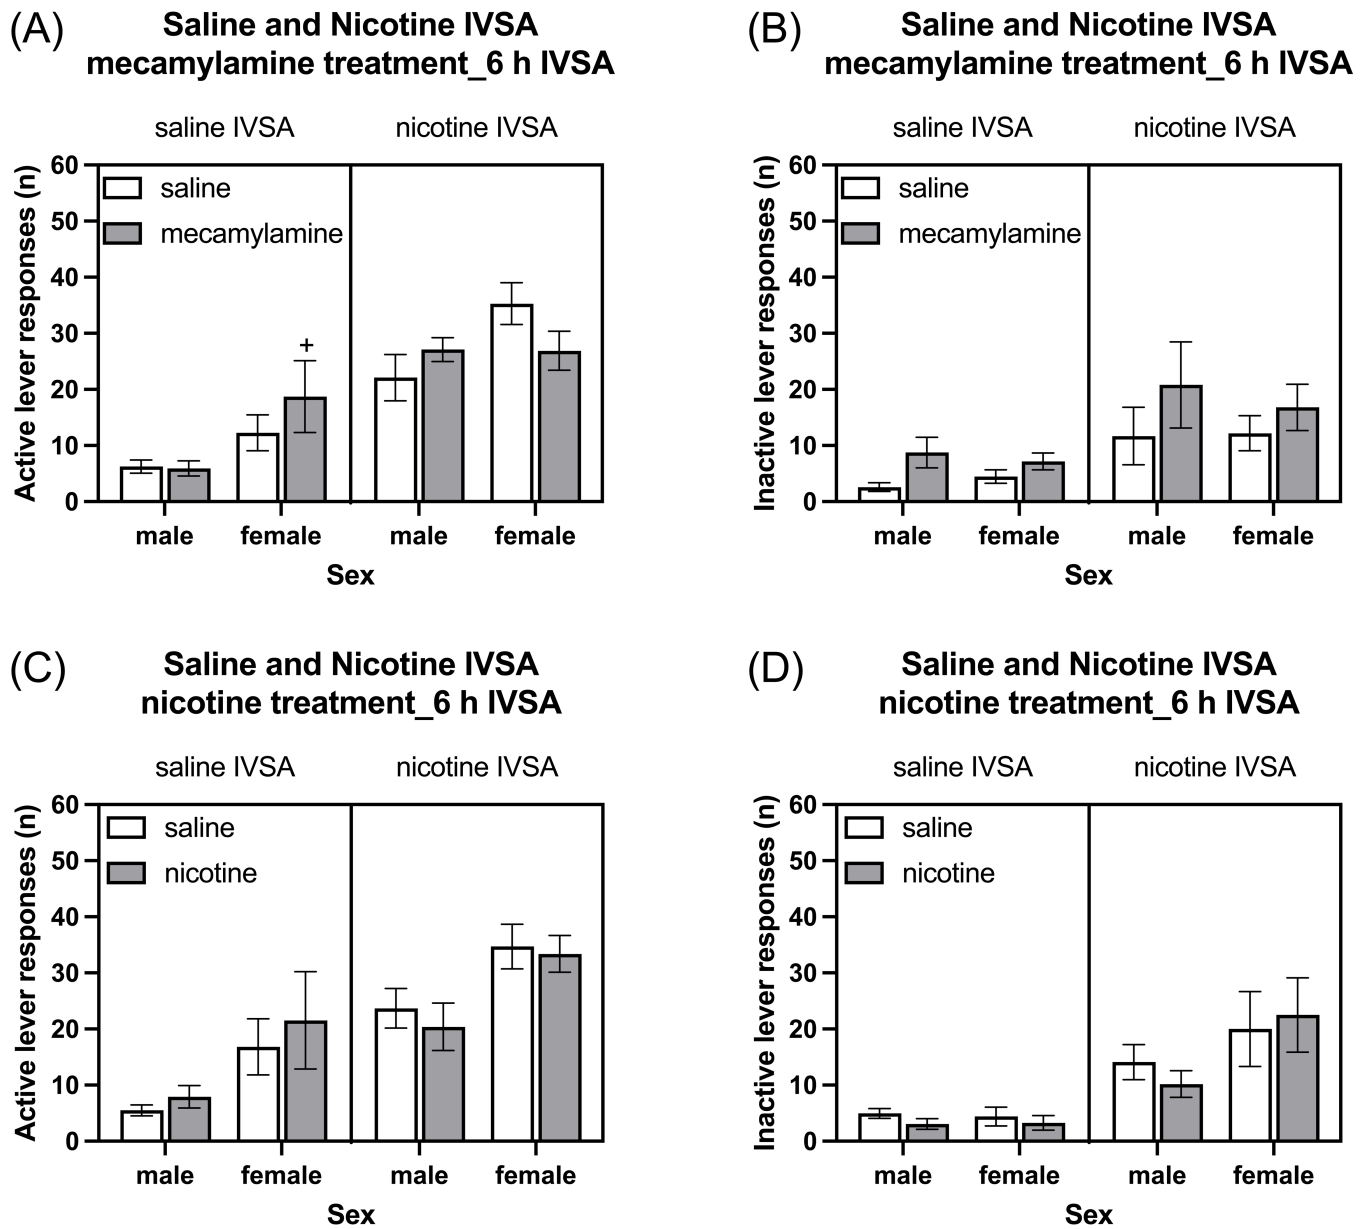 (A)
Saline and Nicotine IVSA
mecamylamine treatment_6 h IVSA
saline IVSA nicotine IVSA
Active lever responses (n)
60
50
40
30
20
10
0
saline
mecamylamine
+
male female male female
Sex
(B)
Saline and Nicotine IVSA
mecamylamine treatment_6 h IVSA
saline IVSA nicotine IVSA
Inactive lever responses (n)
60
50
40
30
20
10
0
saline
mecamylamine
male female male female
Sex
(C)
Saline and Nicotine IVSA
nicotine treatment_6 h IVSA
saline IVSA nicotine IVSA
Active lever responses (n)
60
50
40
30
20
10
0
saline
nicotine
male female male female
Sex
(D)
Saline and Nicotine IVSA
nicotine treatment_6 h IVSA
saline IVSA nicotine IVSA
Inactive lever responses (n)
60
50
40
30
20
10
0
saline
nicotine
male female male female
Sex